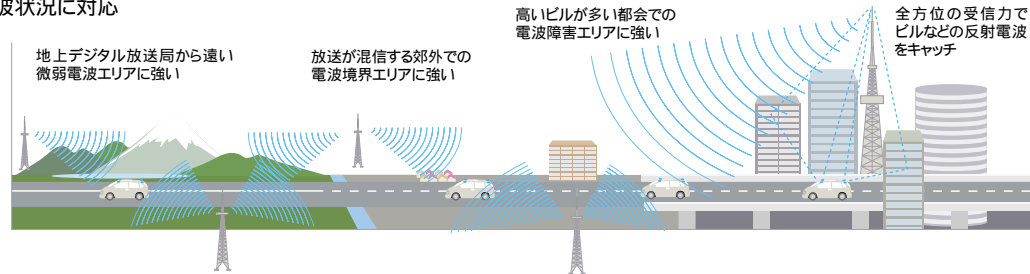 波状況に対応
地上デジタル放送局から遠い
微弱電波エリアに強い
放送が混信する郊外での
電波境界エリアに強い
高いビルが多い都会での
電波障害エリアに強い
全方位の受信力で
ビルなどの反射電波
をキャッチ